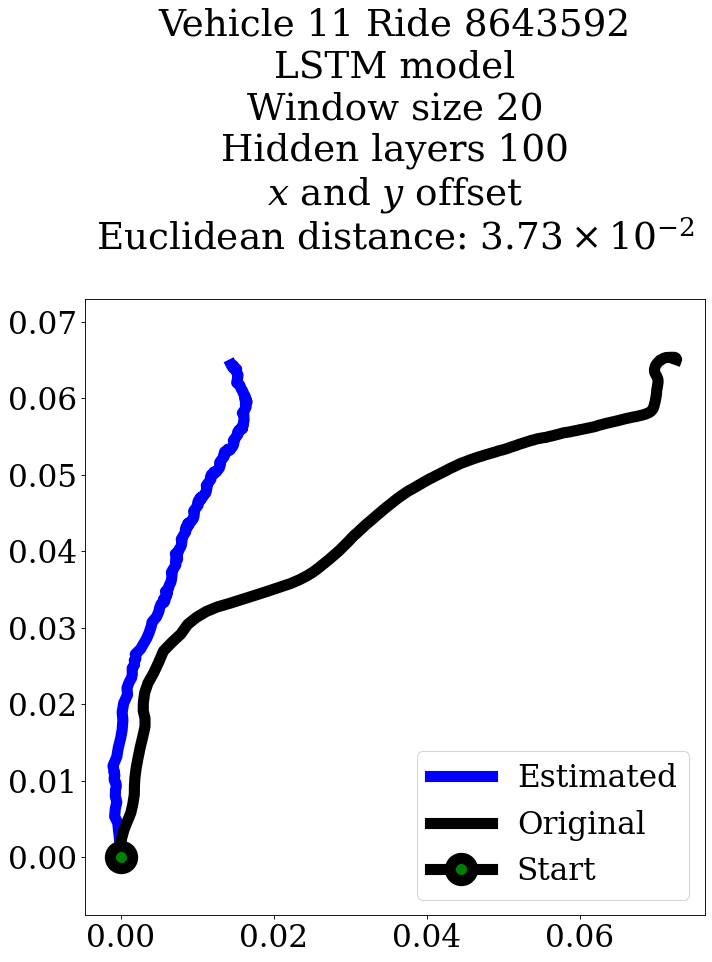 Vehicle 11 Ride 8643592
LSTM model
Window size 20
Hidden layers 100
x and y offset
Euclidean distance: 3.73 × 10⁻²
0.07
0.06
0.05
0.04
0.03
0.02
0.01
0.00
Estimated
Original
Start
0.00 0.02 0.04 0.06